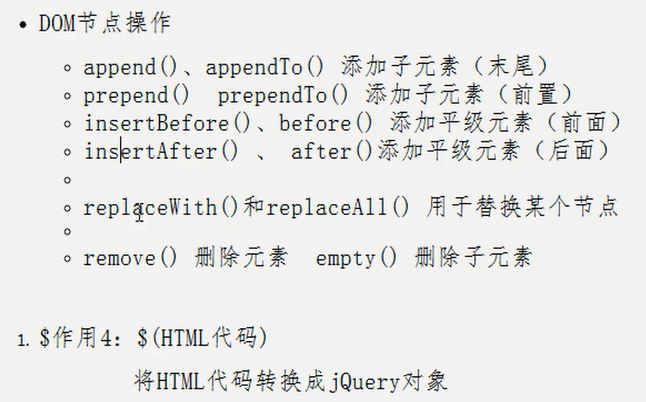 DOM节点操作
append()、appendTo() 添加子元素（末尾）
prepend() prependTo() 添加子元素（前置）
insertBefore()、before() 添加平级元素（前面）
insertAfter() 、 after()添加平级元素（后面）
replaceWith()和replaceAll() 用于替换某个节点
remove() 删除元素 empty() 删除子元素
1. $作用4：$(HTML代码)
将HTML代码转换成jQuery对象